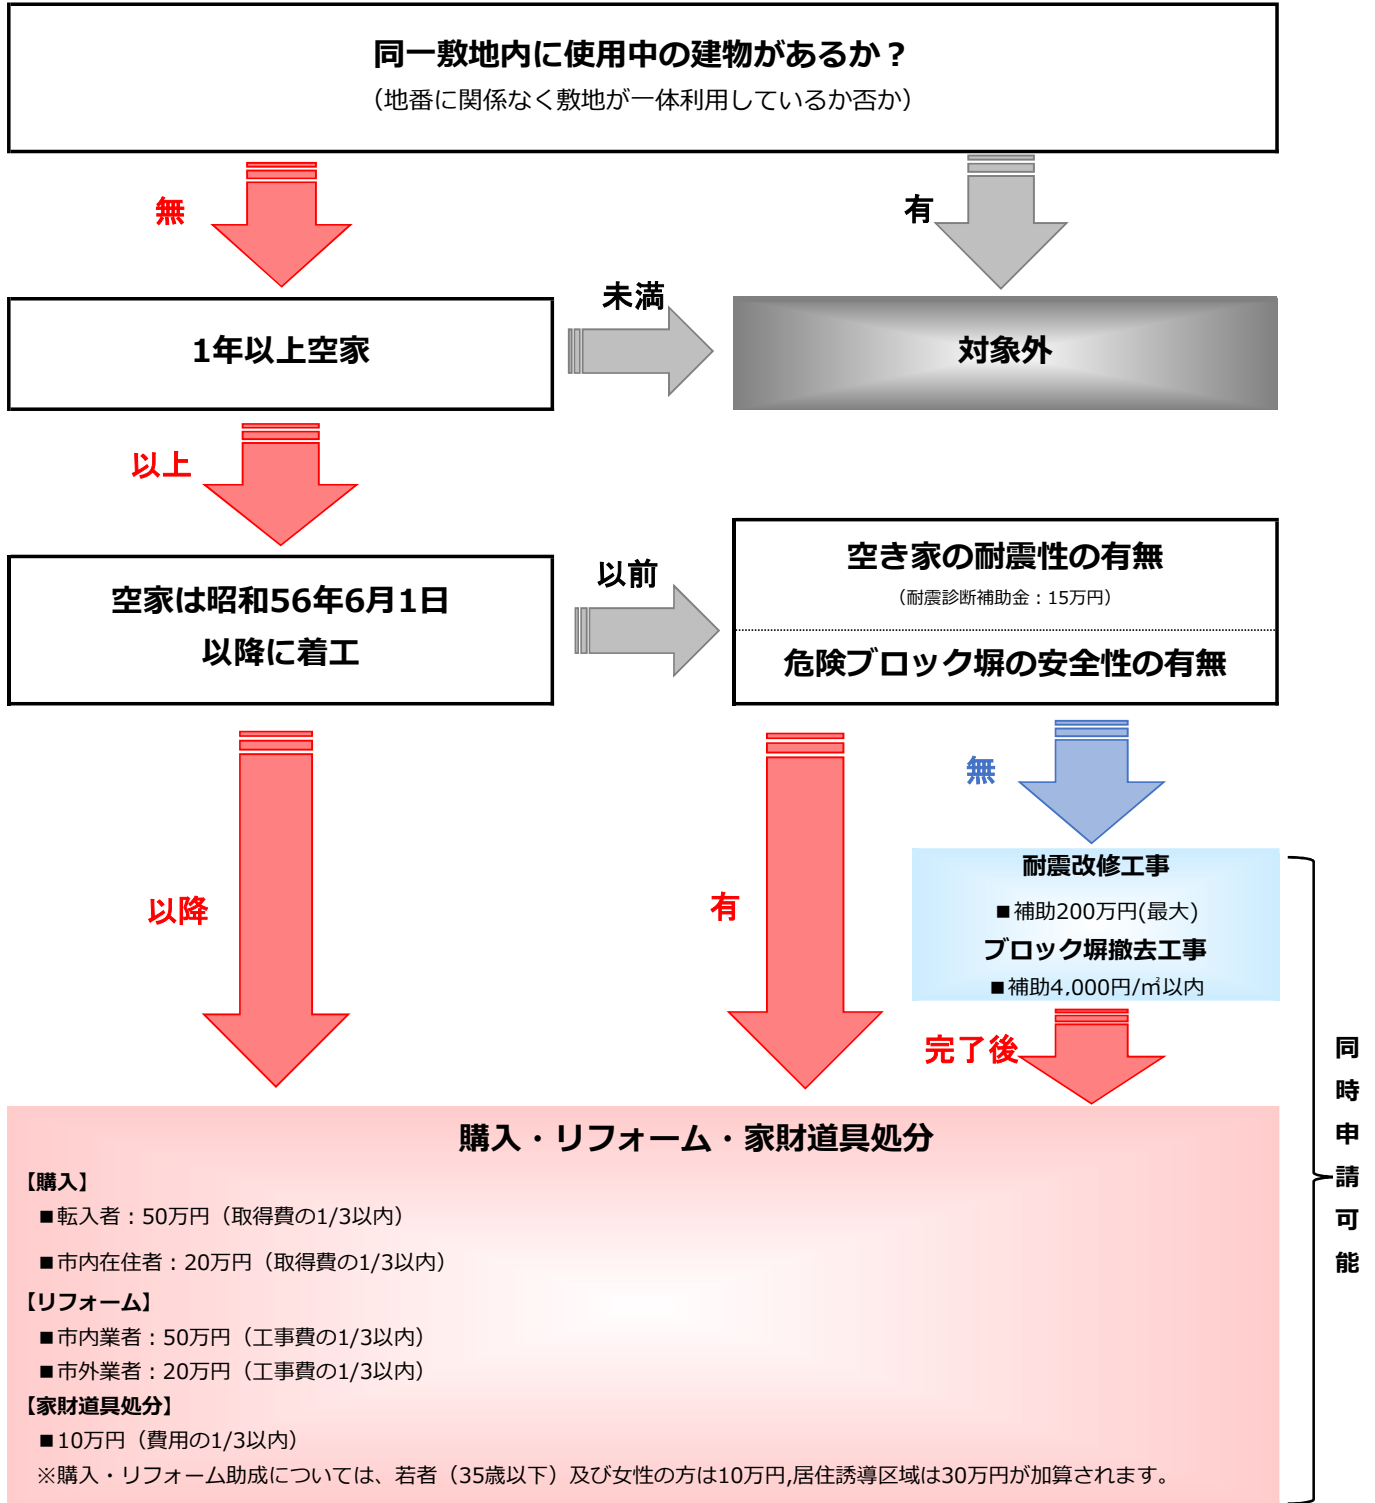 同一敷地内に使用中の建物があるか？
（地番に関係なく敷地が一体利用しているか否か）
無
有
1年以上空家
未満
対象外
以上
空家は昭和56年6月1日
以降に着工
以前
空き家の耐震性の有無
（耐震診断補助金：15万円）
危険ブロック塀の安全性の有無
無
以降
有
耐震改修工事
■補助200万円(最大)
ブロック塀撤去工事
■補助4,000円/㎡以内
完了後
同時申請可能
購入・リフォーム・家財道具処分
【購入】
■転入者：50万円（取得費の1/3以内）
■市内在住者：20万円（取得費の1/3以内）
【リフォーム】
■市内業者：50万円（工事費の1/3以内）
■市外業者：20万円（工事費の1/3以内）
【家財道具処分】
■10万円（費用の1/3以内）
※購入・リフォーム助成については、若者（35歳以下）及び女性の方は10万円,居住誘導区域は30万円が加算されます。